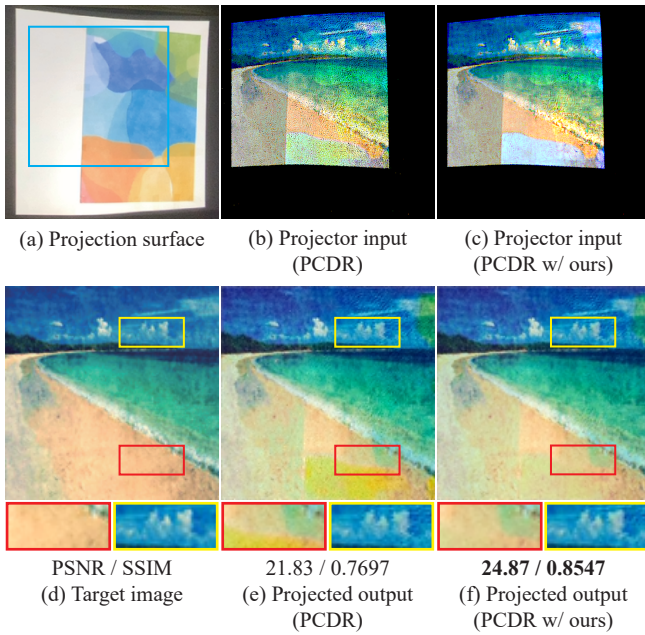 (a) Projection surface
(b) Projector input
(PCDR)
(c) Projector input
(PCDR w/ ours)
PSNR / SSIM
(d) Target image
21.83 / 0.7697
(e) Projected output
(PCDR)
24.87 / 0.8547
(f) Projected output
(PCDR w/ ours)